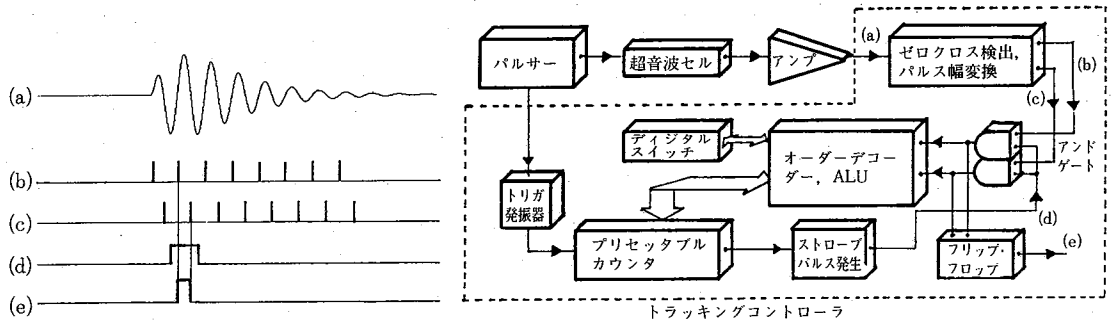 (a)
(b)
(c)
(d)
(e)
パルサー
超音波セル
アンプ
(a)
ゼロクロス検出,
パルス幅変換
(b)
(c)
ディジタル
スイッチ
オーダーデコー
ダー, ALU
アンド
ゲート
トリガ
発振器
(d)
プリセッタブル
カウンタ
ストローブ
パルス発生
フリップ・
フロップ
(e)
トラッキングコントローラ